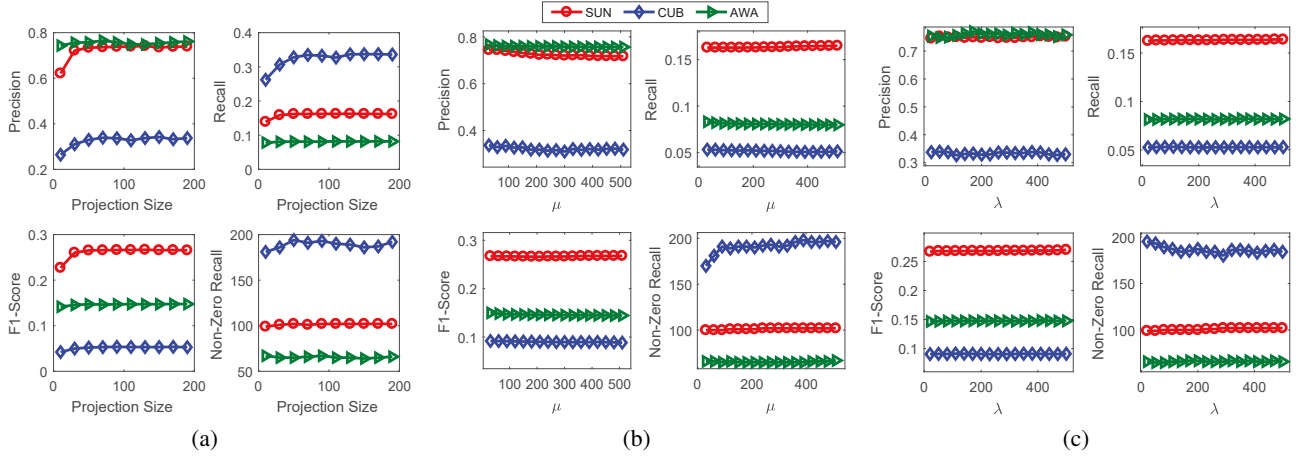 SUN CUB AWA
0.8
0.6
0.4
0.2
0 100 200
Precision
Projection Size
0.4
0.3
0.2
0.1
0
0 100 200
Recall
Projection Size
0.3
0.2
0.1
0
0 100 200
F1-Score
Projection Size
200
150
100
50
0 100 200
Non-Zero Recall
Projection Size
(a)
0.8
0.6
0.4
100 200 300 400 500
Precision
μ
0.15
0.1
0.05
200 400
Recall
μ
0.3
0.2
0.1
100 200 300 400 500
F1-Score
μ
200
150
100
200 400
Non-Zero Recall
μ
(b)
0.7
0.6
0.5
0.4
0.3
0 200 400
Precision
λ
0.15
0.1
0.05
0 200 400
Recall
λ
0.25
0.2
0.15
0.1
0 200 400
F1-Score
λ
200
150
100
0 200 400
Non-Zero Recall
λ
(c)